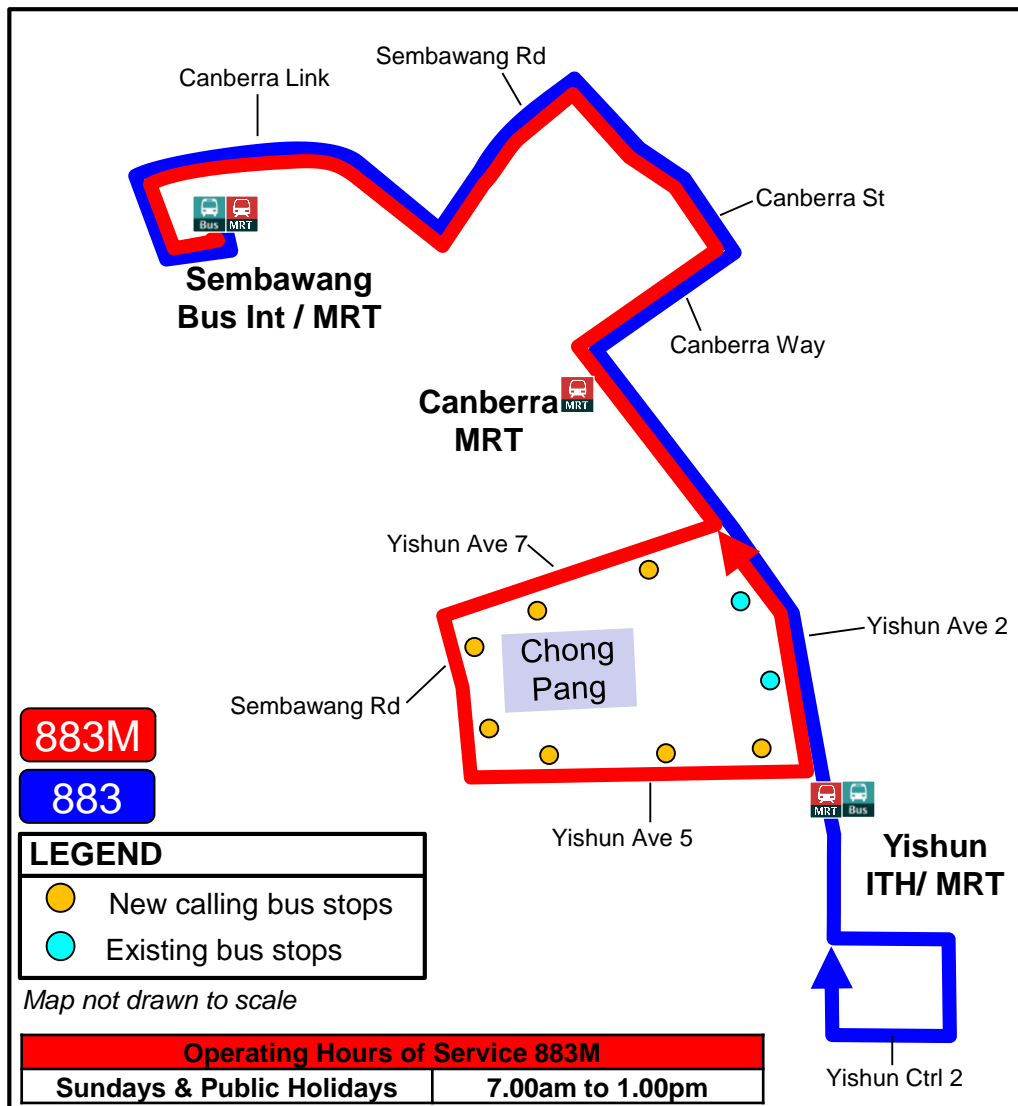 Sembawang Rd
Canberra Link
Canberra St
Bus
MRT
Sembawang
Bus Int / MRT
Canberra Way
Canberra
MRT
MRT
Yishun Ave 7
Yishun Ave 2
Chong
Pang
Sembawang Rd
883M
883
MRT
Bus
Yishun Ave 5
Yishun
ITH/ MRT
LEGEND
New calling bus stops
Existing bus stops
Map not drawn to scale
Operating Hours of Service 883M
Sundays & Public Holidays 7.00am to 1.00pm
Yishun Ctrl 2